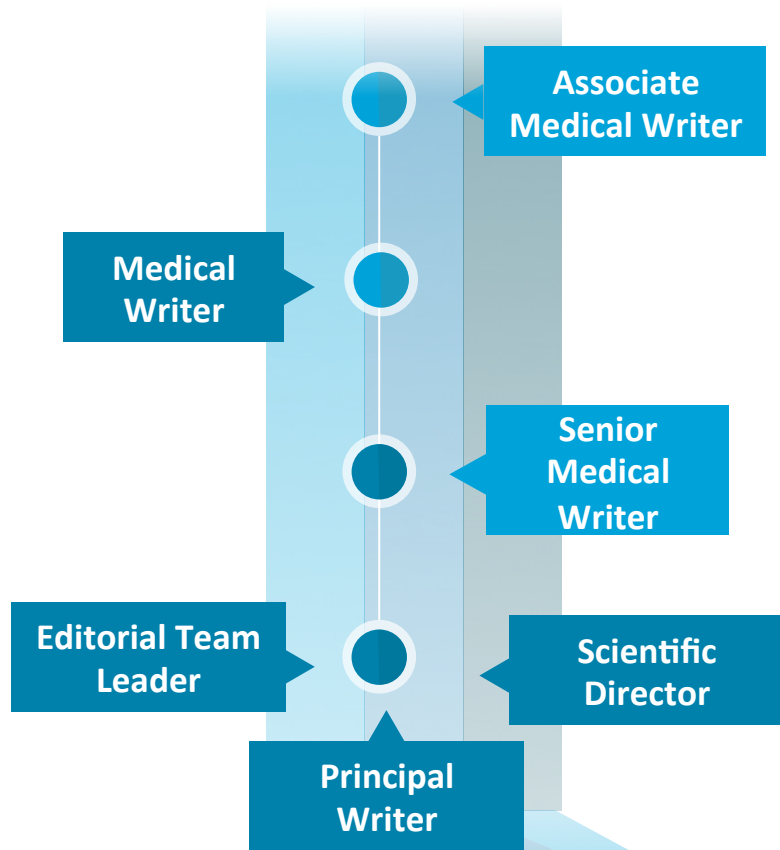 Associate
Medical Writer
Medical
Writer
Senior
Medical
Writer
Editorial Team
Leader
Scientific
Director
Principal
Writer